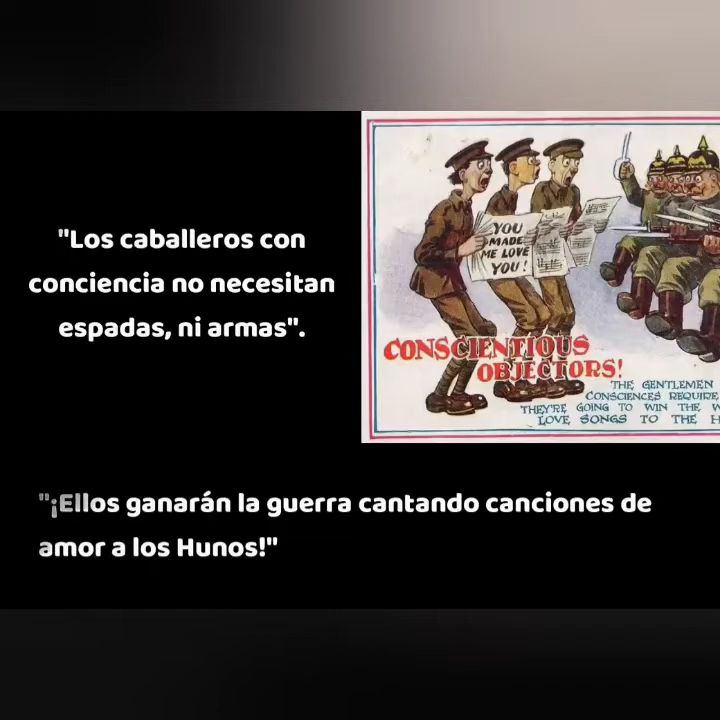 "Los caballeros con
conciencia no necesitan
espadas, ni armas".
YOU
MADE
ME LOVE
YOU!
CONSCIENTIOUS
OBJECTORS!
THE GENTLEMEN
CONSCIENCES REQUIRE
THEY'RE GOING TO WIN THE
LOVE SONGS TO THE
"¡Ellos ganarán la guerra cantando canciones de
amor a los Hunos!"